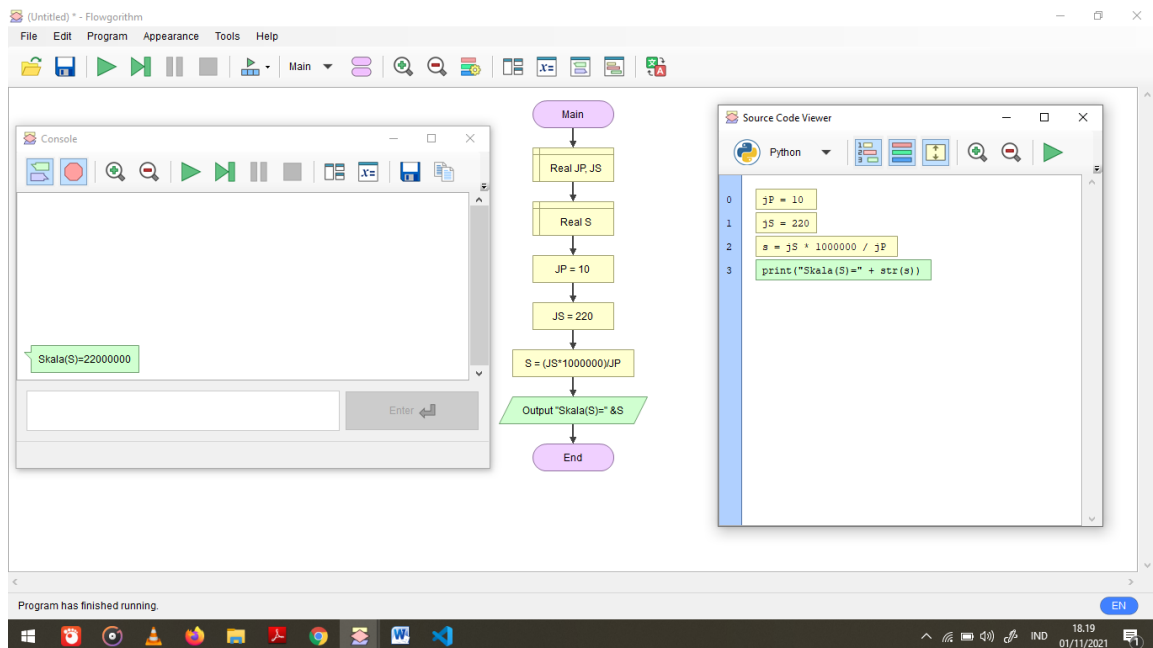 (Untitled) * - Flowgorithm
File Edit Program Appearance Tools Help
Main
Console
Skala(S)=22000000
Enter
Main
Real JP, JS
Real S
JP = 10
JS = 220
S = (JS*1000000)/JP
Output "Skala(S)=" &S
End
Source Code Viewer
Python
0 jP = 10
1 jS = 220
2 s = jS * 1000000 / jP
3 print("Skala(S)=" + str(s))
Program has finished running.
EN
IND
18.19
01/11/2021